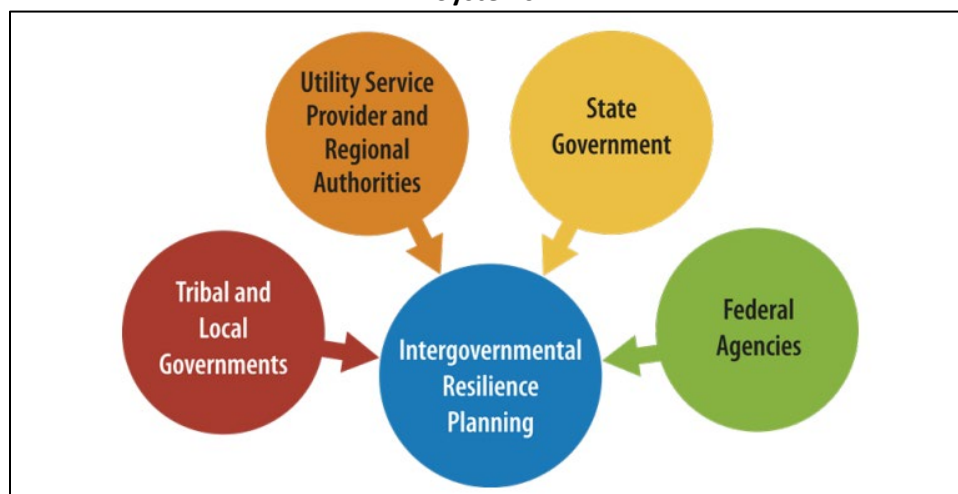 Utility Service
Provider and
Regional
Authorities
State
Government
Tribal and
Local
Governments
Intergovernmental
Resilience
Planning
Federal
Agencies